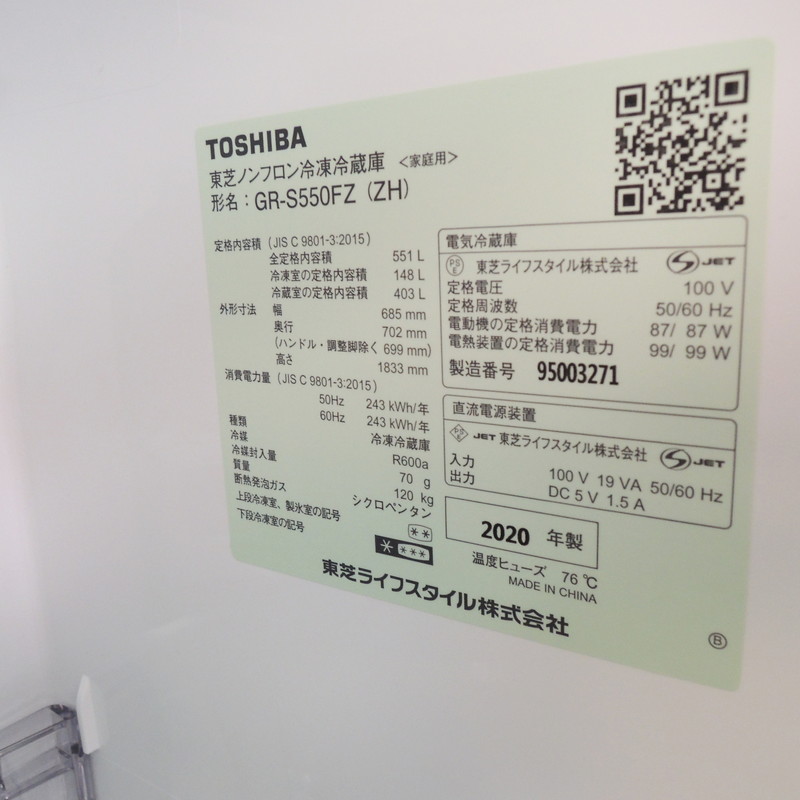 TOSHIBA
東芝ノンフロン冷凍冷蔵庫 <家庭用>
形名：GR-S550FZ (ZH)
定格内容積 (JIS C 9801-3:2015)
全定格内容積 551 L
冷凍室の定格内容積 148 L
冷蔵室の定格内容積 403 L
外形寸法 幅 685 mm
奥行 702 mm
(ハンドル・調整脚除く 699 mm)
高さ 1833 mm
消費電力量 (JIS C 9801-3:2015)
50Hz 243 kWh/年
60Hz 243 kWh/年
種類 冷凍冷蔵庫
冷媒 R600a
冷媒封入量 70 g
質量 120 kg
断熱発泡ガス シクロペンタン
上段冷凍室、製氷室の記号 **
下段冷凍室の記号 * ***
電気冷蔵庫
PSE 東芝ライフスタイル株式会社 S JET
定格電圧 100 V
定格周波数 50/60 Hz
電動機の定格消費電力 87/ 87 W
電熱装置の定格消費電力 99/ 99 W
製造番号 95003271
直流電源装置
PSE JET 東芝ライフスタイル株式会社 S JET
入力 100 V 19 VA 50/60 Hz
出力 DC 5 V 1.5 A
2020 年製
温度ヒューズ 76 ℃
MADE IN CHINA
東芝ライフスタイル株式会社
Ⓑ